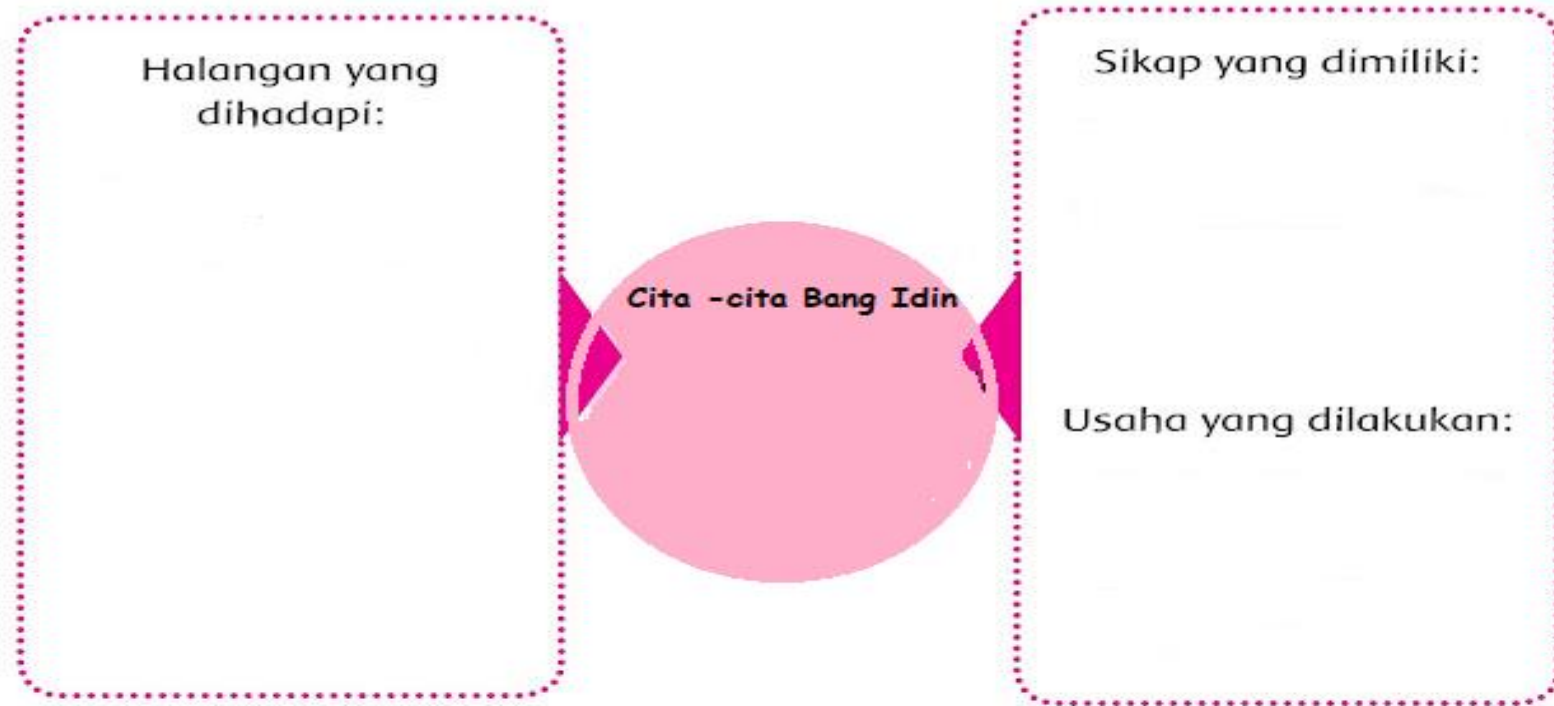 Halangan yang
dihadapi:
Cita -cita Bang Idin
Sikap yang dimiliki:
Usaha yang dilakukan: